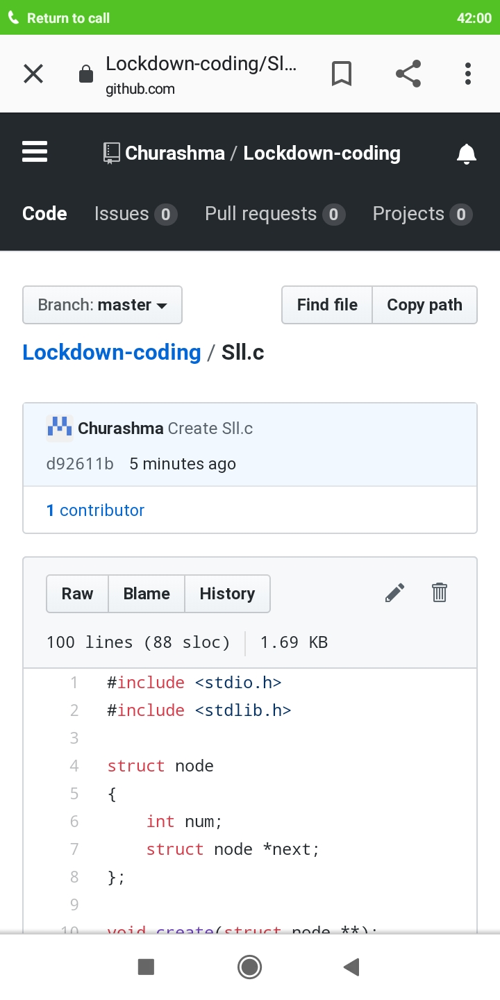 Return to call 42:00
Lockdown-coding/Sl...
github.com
Churashma / Lockdown-coding
Code Issues 0 Pull requests 0 Projects 0
Branch: master Find file Copy path
Lockdown-coding / Sll.c
Churashma Create Sll.c
d92611b 5 minutes ago
1 contributor
Raw Blame History
100 lines (88 sloc) 1.69 KB
1 #include <stdio.h>
2 #include <stdlib.h>
3
4 struct node
5 {
6 int num;
7 struct node *next;
8 };
9
10 void create(struct node **);